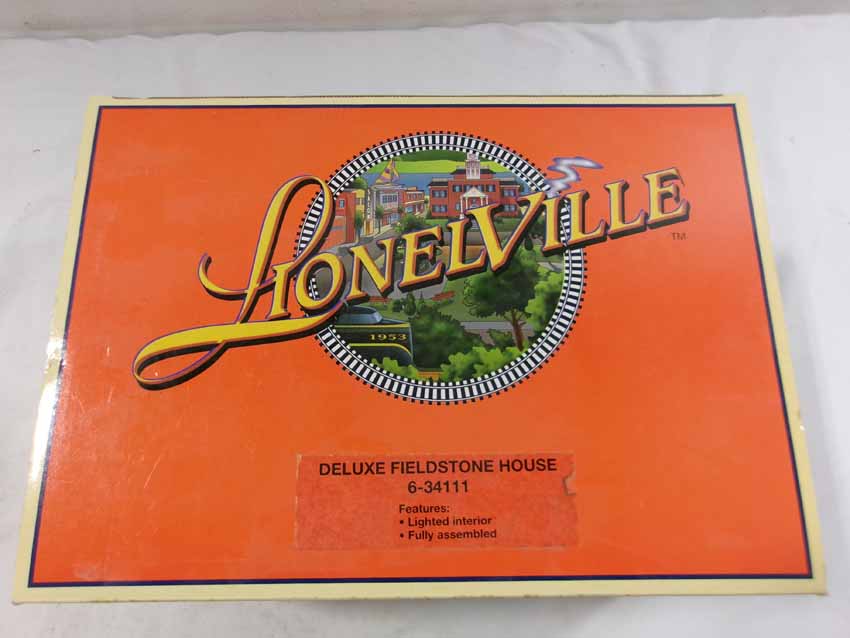 LIONELVILLE
TM
1953
DELUXE FIELDSTONE HOUSE
6-34111
Features:
• Lighted interior
• Fully assembled